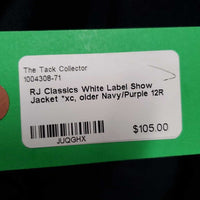 The Tack Collector
1004308-71
RJ Classics White Label Show
Jacket *xc, older Navy/Purple 12R
JUQGHX
$105.00